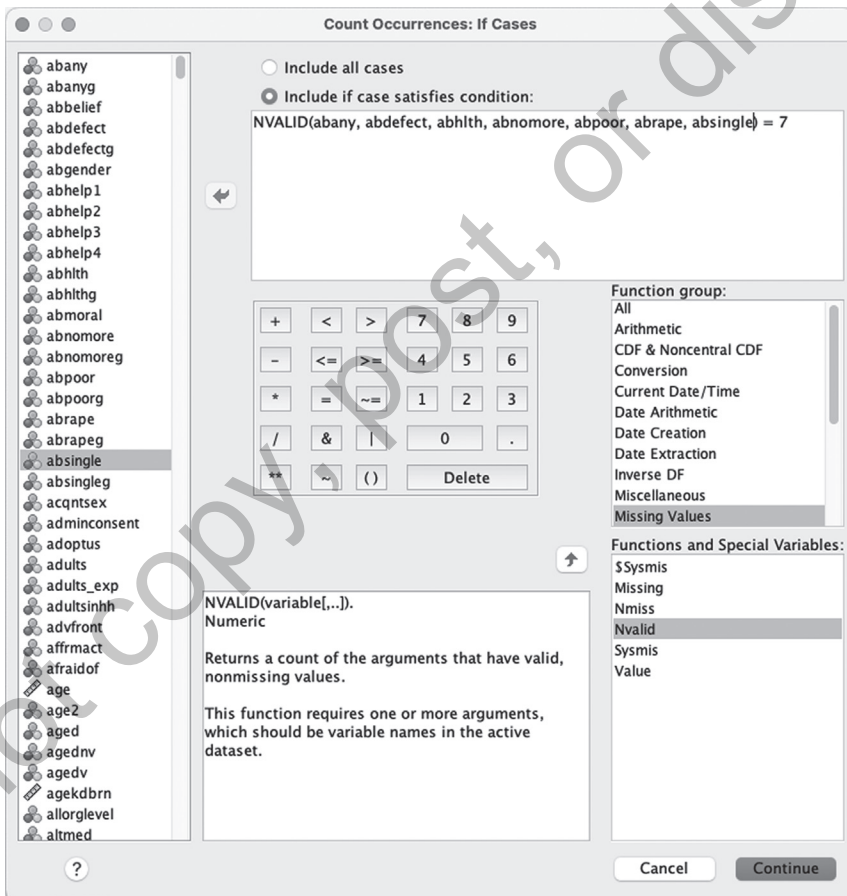 Count Occurrences: If Cases
abany
abanyg
abbelief
abdefect
abdefectg
abgender
abhelp1
abhelp2
abhelp3
abhelp4
abhlth
abhlthg
abmoral
abnomore
abnomoreg
abpoor
abpoorg
abrape
abrapeg
absingle
absingleg
acqntsex
adminconsent
adoptus
adults
adults_exp
adultsinhh
advfront
affrmact
afraidof
age
age2
aged
agednv
agedv
agekdbrn
allorglevel
altmed
Include all cases
Include if case satisfies condition:
NVALID(abany, abdefect, abhlth, abnomore, abpoor, abrape, absingle) = 7
+ < > 7 8 9
- <= >= 4 5 6
* = ~= 1 2 3
/ & | 0 .
** ~ ( ) Delete
Function group:
All
Arithmetic
CDF & Noncentral CDF
Conversion
Current Date/Time
Date Arithmetic
Date Creation
Date Extraction
Inverse DF
Miscellaneous
Missing Values
Functions and Special Variables:
$Sysmis
Missing
Nmiss
Nvalid
Sysmis
Value
NVALID(variable[,..]).
Numeric
Returns a count of the arguments that have valid,
nonmissing values.
This function requires one or more arguments,
which should be variable names in the active
dataset.
?
Cancel
Continue
not copy, post, or dis